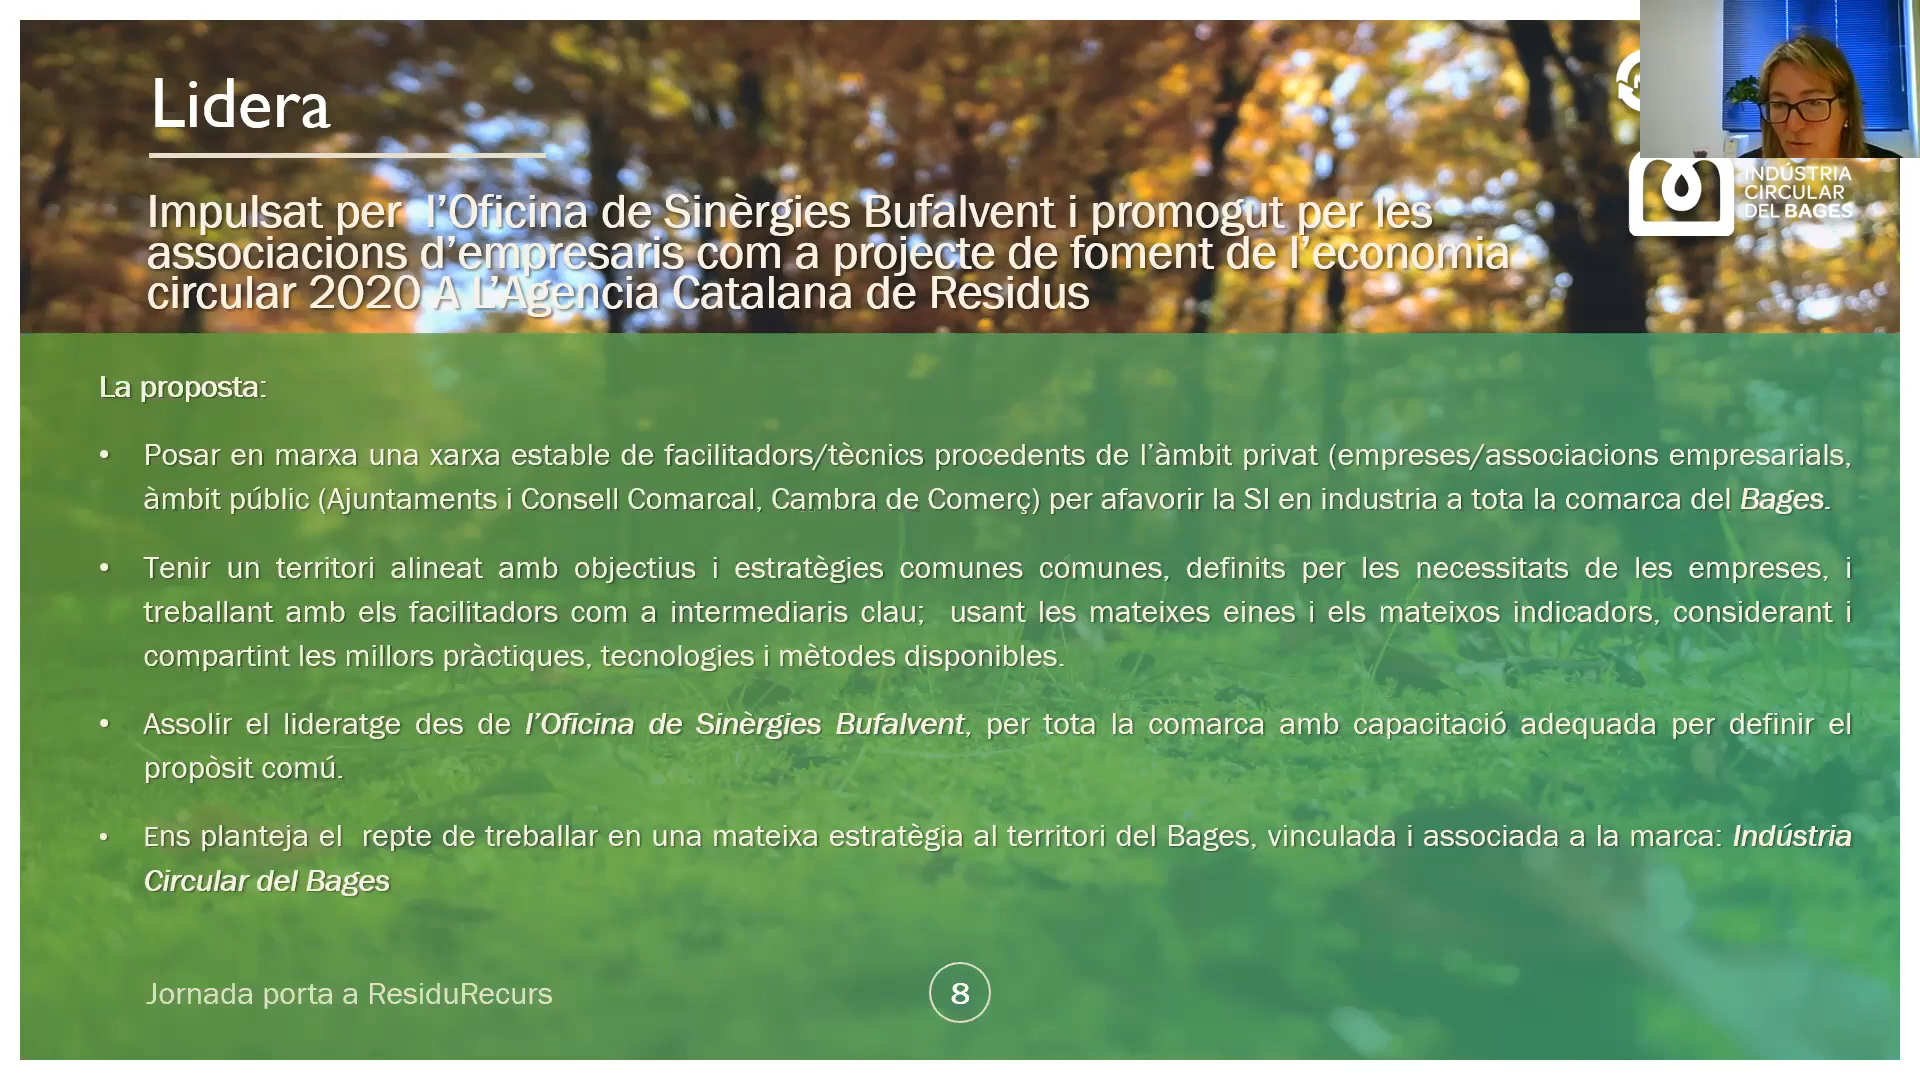 Lidera
Impulsat per  l’Oficina de Sinèrgies Bufalvent i promogut per les
associacions d’empresaris com a projecte de foment de l’economia
circular 2020 A L’Agencia Catalana de Residus
INDÚSTRIA
CIRCULAR
DEL BAGES
La proposta:
• Posar en marxa una xarxa estable de facilitadors/tècnics procedents de l’àmbit privat (empreses/associacions empresarials,
àmbit públic (Ajuntaments i Consell Comarcal, Cambra de Comerç) per afavorir la SI en industria a tota la comarca del Bages.
• Tenir un territori alineat amb objectius i estratègies comunes comunes, definits per les necessitats de les empreses, i
treballant amb els facilitadors com a intermediaris clau;  usant les mateixes eines i els mateixos indicadors, considerant i
compartint les millors pràctiques, tecnologies i mètodes disponibles.
• Assolir el lideratge des de l’Oficina de Sinèrgies Bufalvent, per tota la comarca amb capacitació adequada per definir el
propòsit comú.
• Ens planteja el  repte de treballar en una mateixa estratègia al territori del Bages, vinculada i associada a la marca: Indústria
Circular del Bages
Jornada porta a ResiduRecurs
8